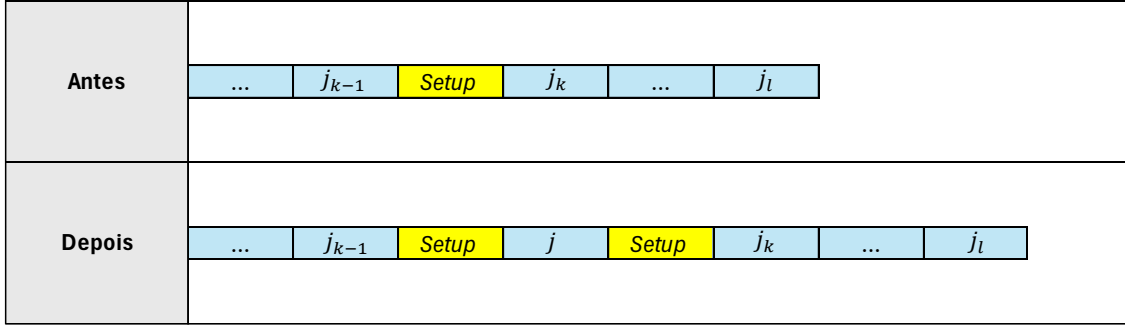 Antes
... j_{k−1} Setup j_k ... j_l
Depois
... j_{k−1} Setup j Setup j_k ... j_l